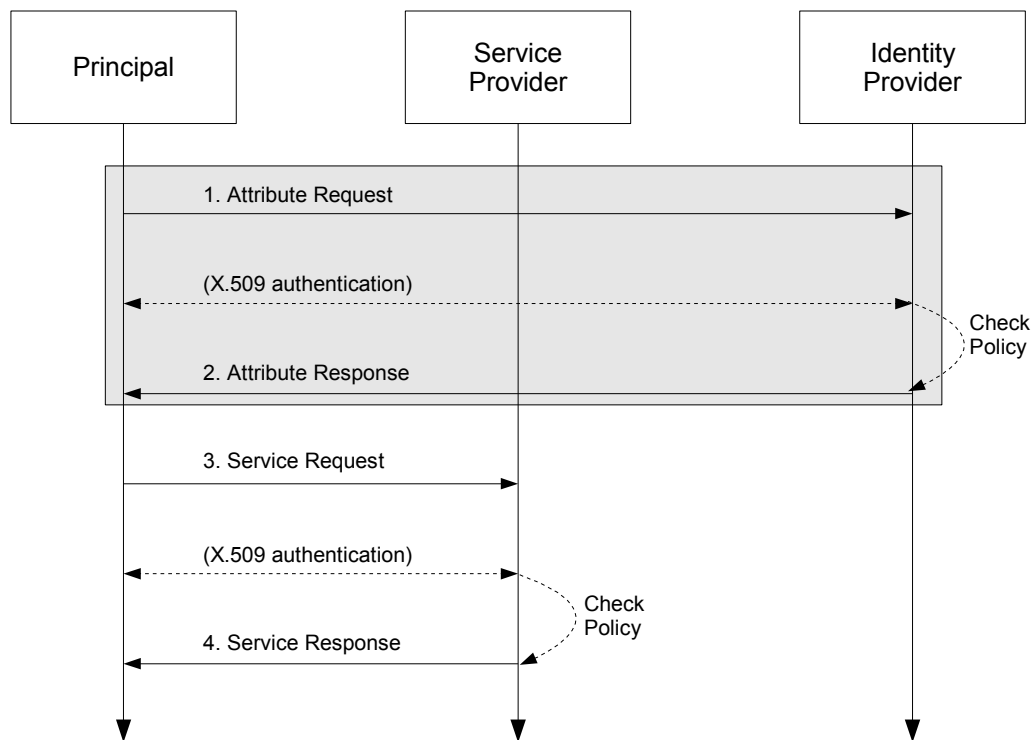 Principal
Service
Provider
Identity
Provider
1. Attribute Request
(X.509 authentication)
Check
Policy
2. Attribute Response
3. Service Request
(X.509 authentication)
Check
Policy
4. Service Response